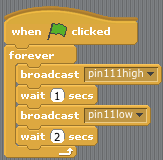 when clicked
forever
broadcast pin111high
wait 1 secs
broadcast pin11low
wait 2 secs